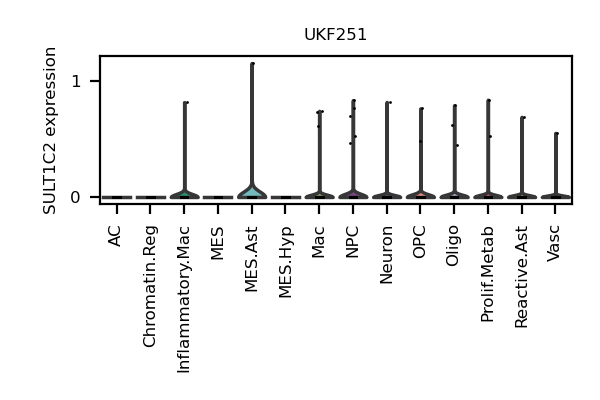 UKF251
SULT1C2 expression
1
0
AC
Chromatin.Reg
Inflammatory.Mac
MES
MES.Ast
MES.Hyp
Mac
NPC
Neuron
OPC
Oligo
Prolif.Metab
Reactive.Ast
Vasc